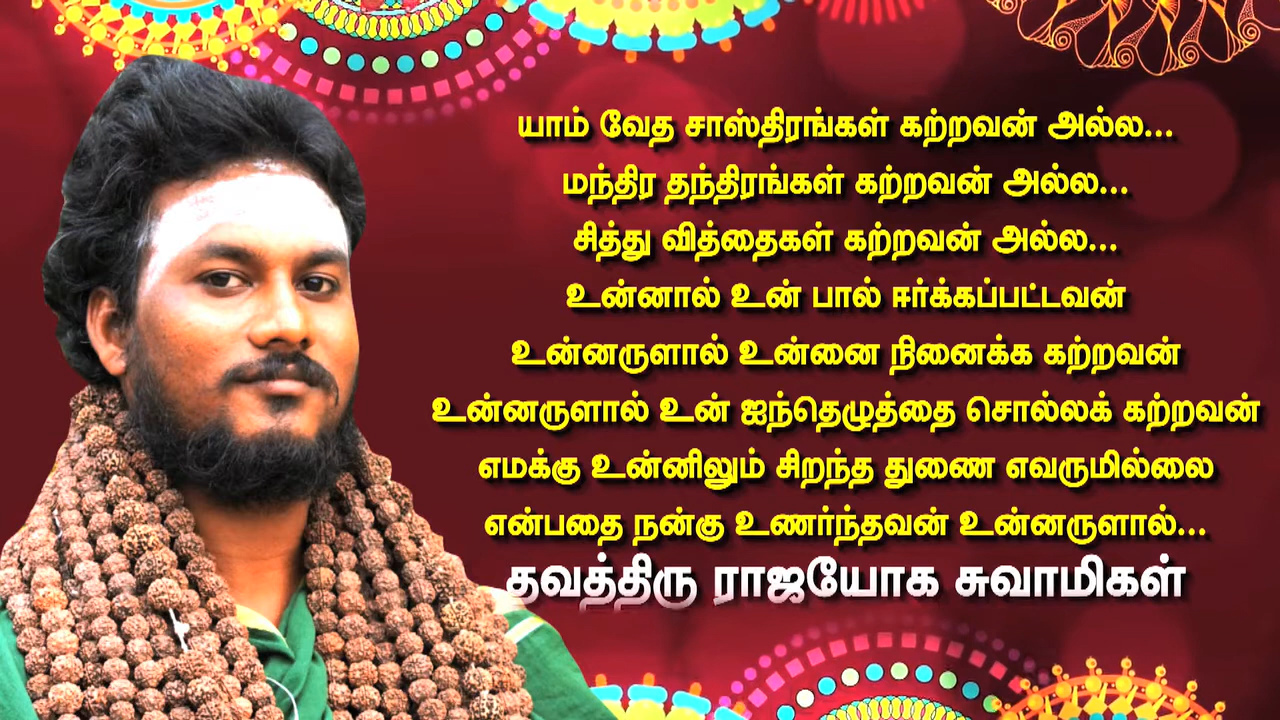 யாம் வேத சாஸ்திரங்கள் கற்றவன் அல்ல...
மந்திர தந்திரங்கள் கற்றவன் அல்ல...
சித்து வித்தைகள் கற்றவன் அல்ல...
உன்னால் உன் பால் ஈர்க்கப்பட்டவன்
உன்னருளால் உன்னை நினைக்க கற்றவன்
உன்னருளால் உன் ஐந்தெழுத்தை சொல்லக் கற்றவன்
எமக்கு உன்னிலும் சிறந்த துணை எவருமில்லை
என்பதை நன்கு உணர்ந்தவன் உன்னருளால்...
தவத்திரு ராஜயோக சுவாமிகள்